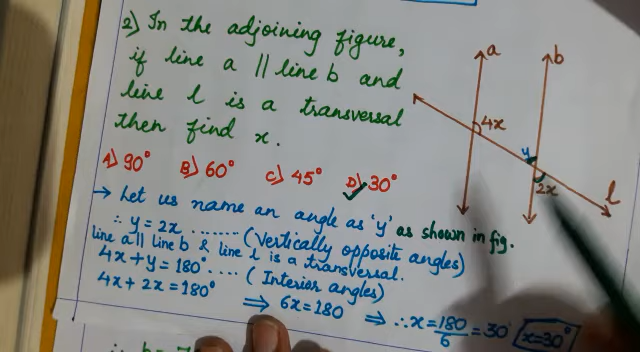 2) In the adjoining figure,
if line a || line b and
line l is a transversal
then find x.
A) 90° B) 60° C) 45° D) 30°
→ Let us name an angle as 'y' as shown in fig.
∴ y = 2x ....... (Vertically opposite angles)
line a || line b & line l is a transversal.
4x + y = 180° .... (Interior angles)
4x + 2x = 180° ⇒ 6x = 180 ⇒ ∴ x = 180/6 = 30° x = 30°
a
b
4x
y
2x
l